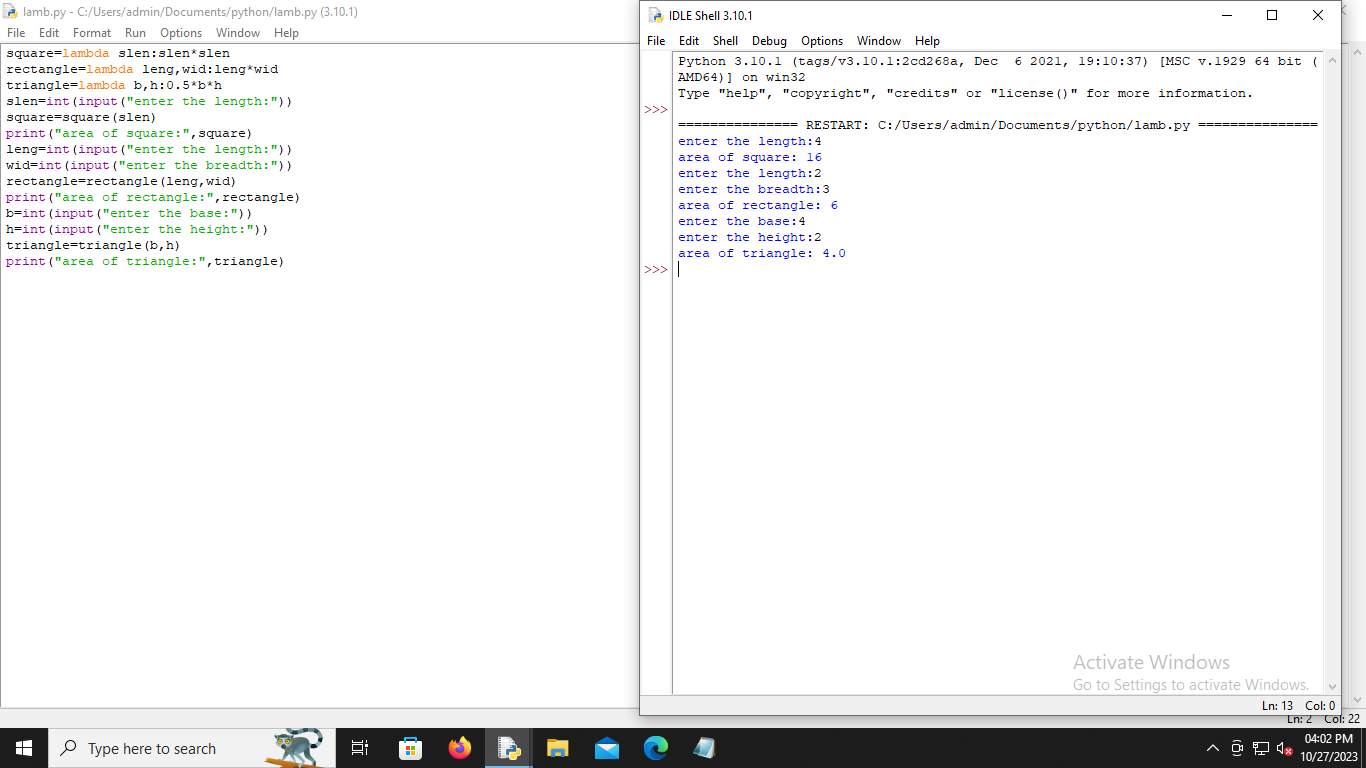 lamb.py - C:/Users/admin/Documents/python/lamb.py (3.10.1)
File Edit Format Run Options Window Help
square=lambda slen:slen*slen
rectangle=lambda leng,wid:leng*wid
triangle=lambda b,h:0.5*b*h
slen=int(input("enter the length:"))
square=square(slen)
print("area of square:",square)
leng=int(input("enter the length:"))
wid=int(input("enter the breadth:"))
rectangle=rectangle(leng,wid)
print("area of rectangle:",rectangle)
b=int(input("enter the base:"))
h=int(input("enter the height:"))
triangle=triangle(b,h)
print("area of triangle:",triangle)
IDLE Shell 3.10.1
File Edit Shell Debug Options Window Help
Python 3.10.1 (tags/v3.10.1:2cd268a, Dec  6 2021, 19:10:37) [MSC v.1929 64 bit (
AMD64)] on win32
Type "help", "copyright", "credits" or "license()" for more information.
>>>
=============== RESTART: C:/Users/admin/Documents/python/lamb.py ===============
enter the length:4
area of square: 16
enter the length:2
enter the breadth:3
area of rectangle: 6
enter the base:4
enter the height:2
area of triangle: 4.0
>>>
Activate Windows
Go to Settings to activate Windows.
Ln: 13 Col: 0
Ln: 2 Col: 22
Type here to search
04:02 PM
10/27/2023